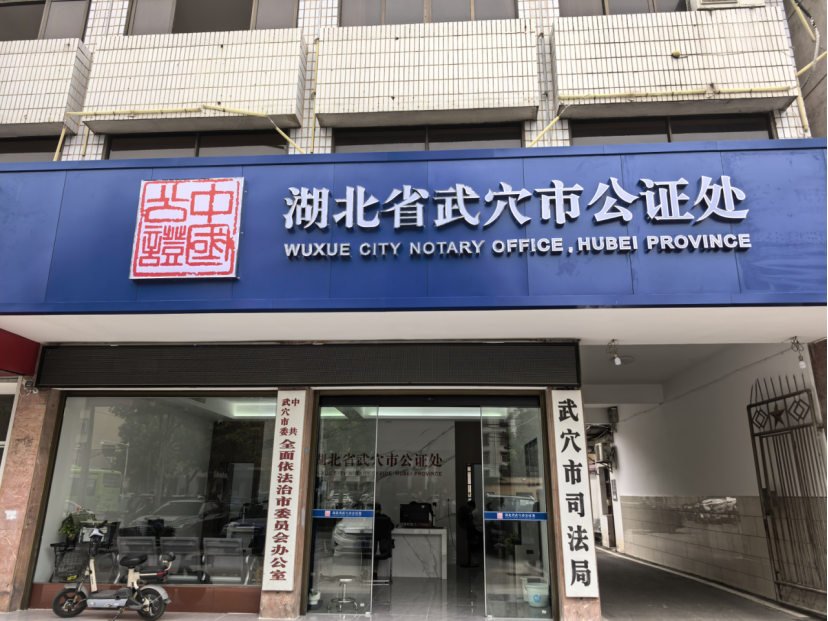 中国公證
湖北省武穴市公证处
WUXUE CITY NOTARY OFFICE, HUBEI PROVINCE
中共
武穴市委
全面依法治市委员会办公室
湖北省武穴市公证处
武穴市司法局